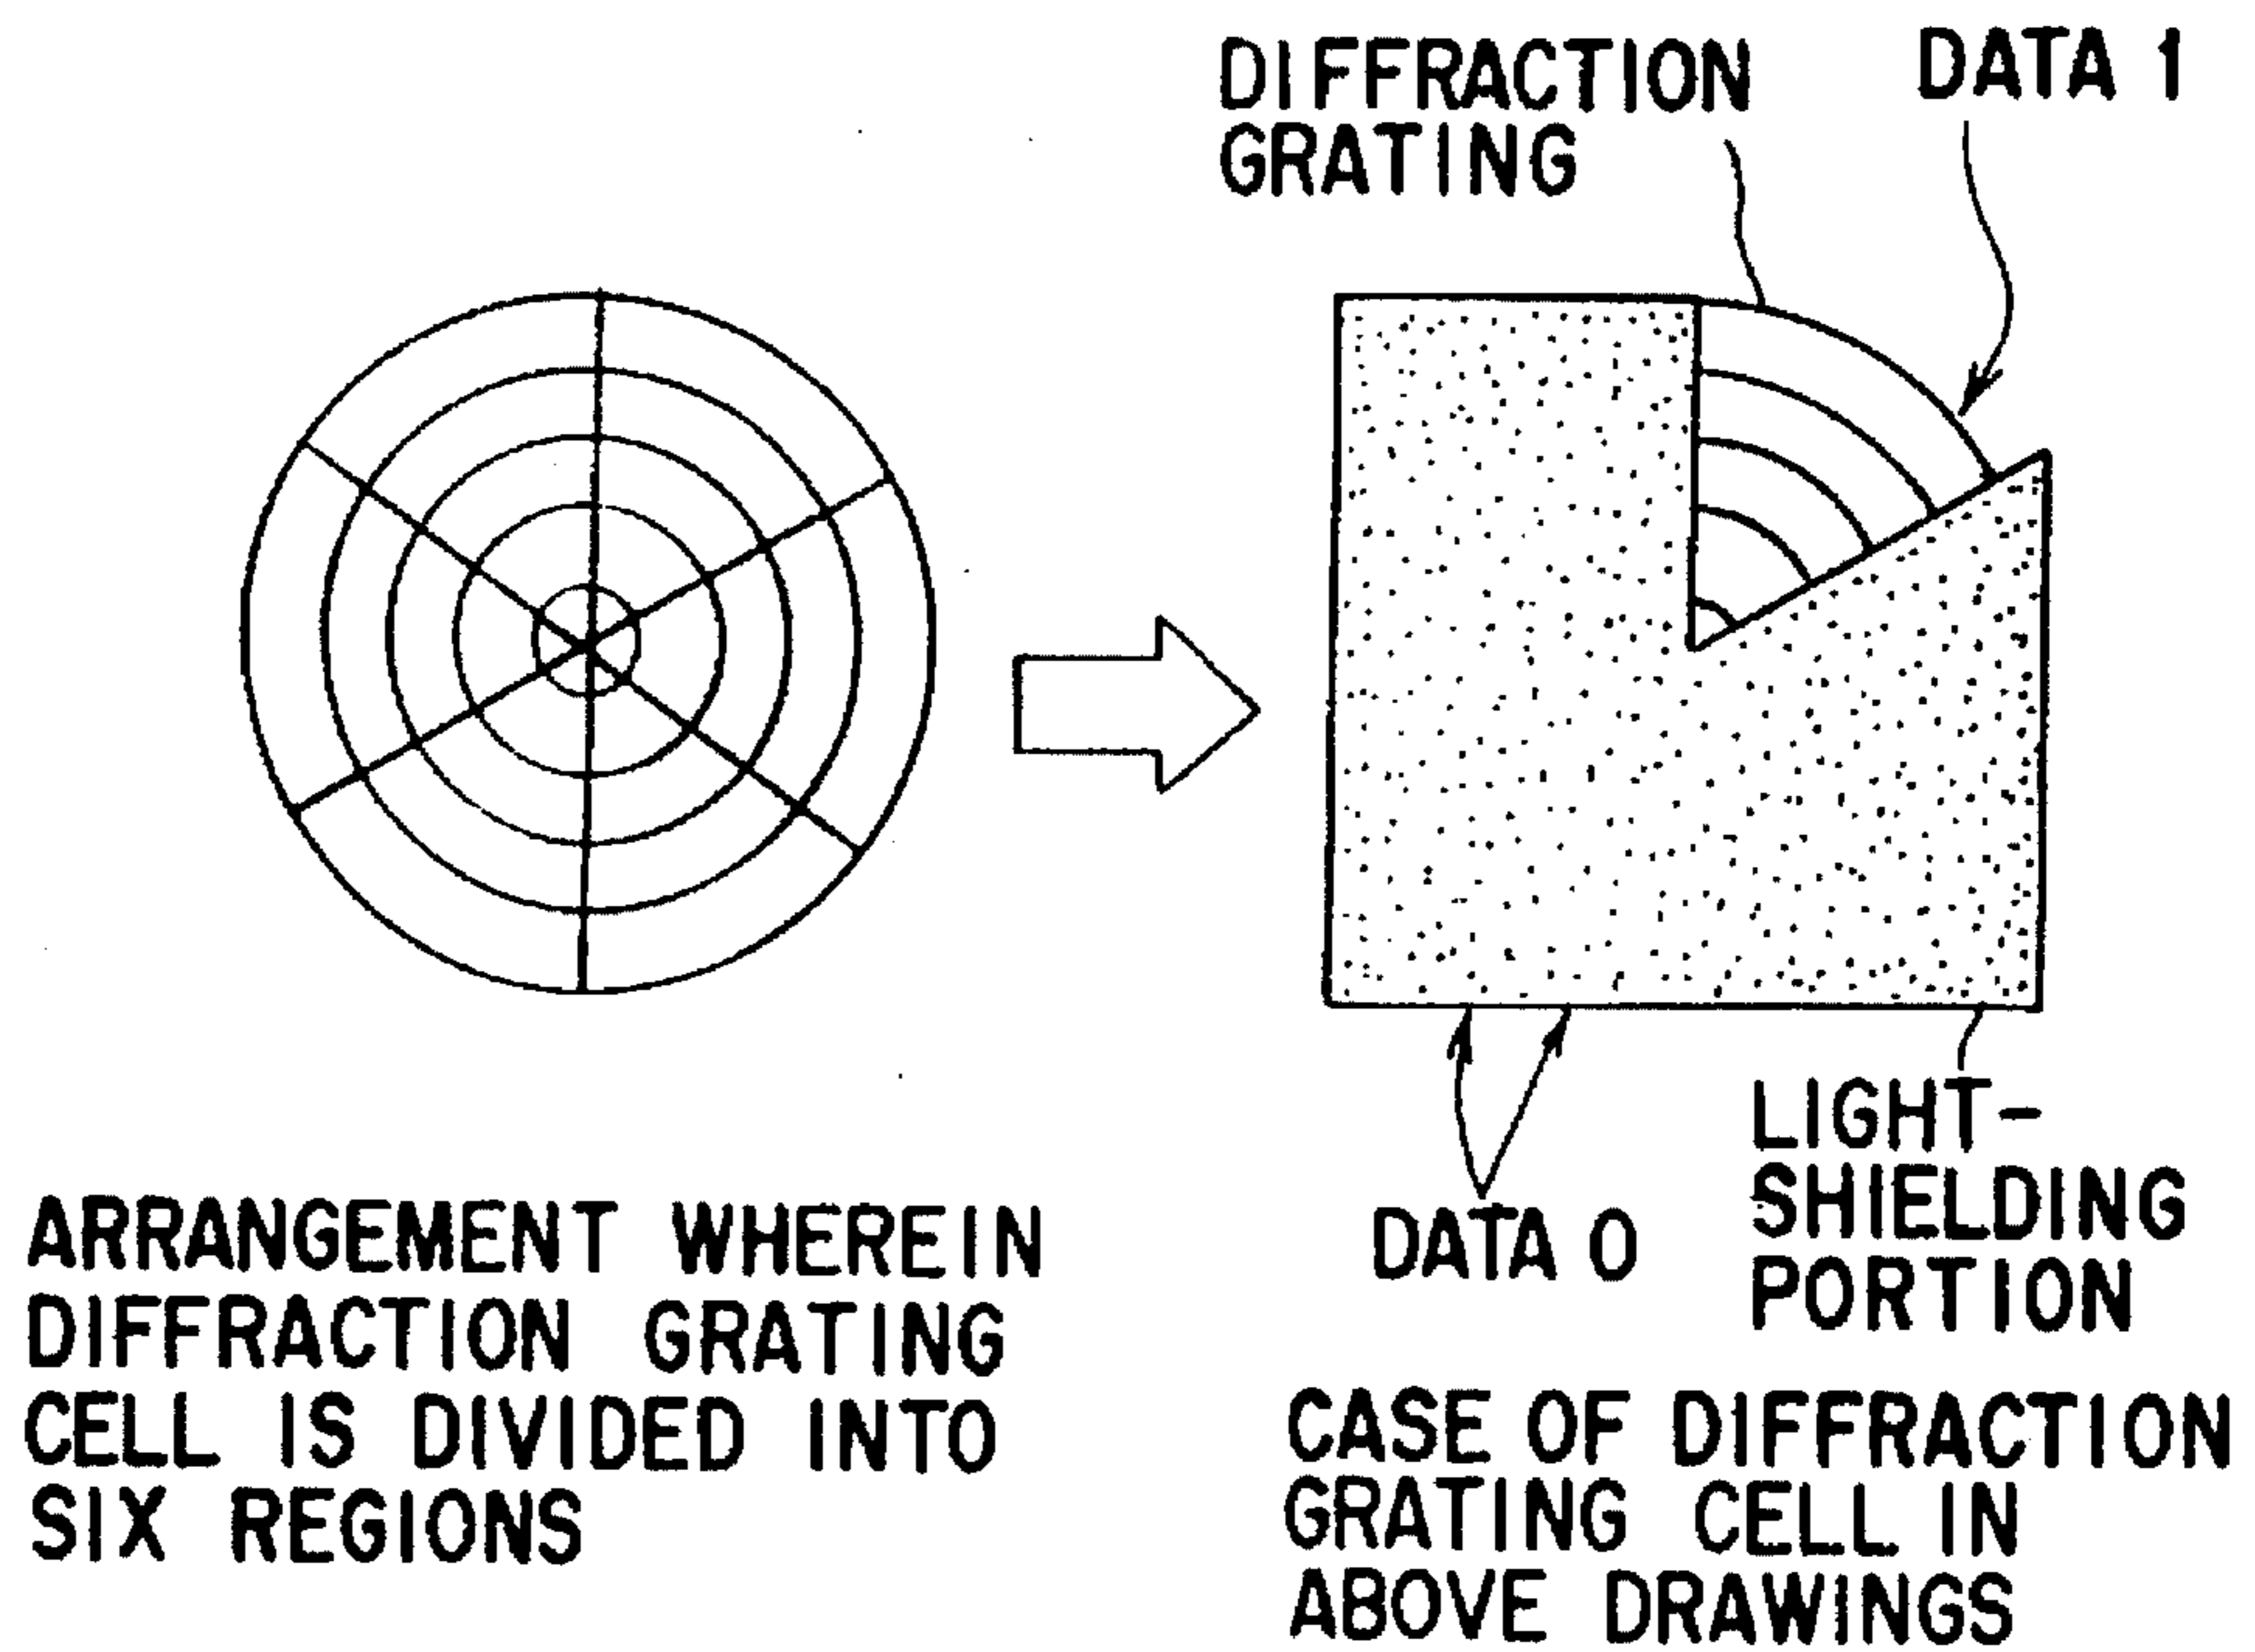 DIFFRACTION
GRATING
DATA 1
DATA 0
LIGHT-
SHIELDING
PORTION
ARRANGEMENT WHEREIN
DIFFRACTION GRATING
CELL IS DIVIDED INTO
SIX REGIONS
CASE OF DIFFRACTION
GRATING CELL IN
ABOVE DRAWINGS